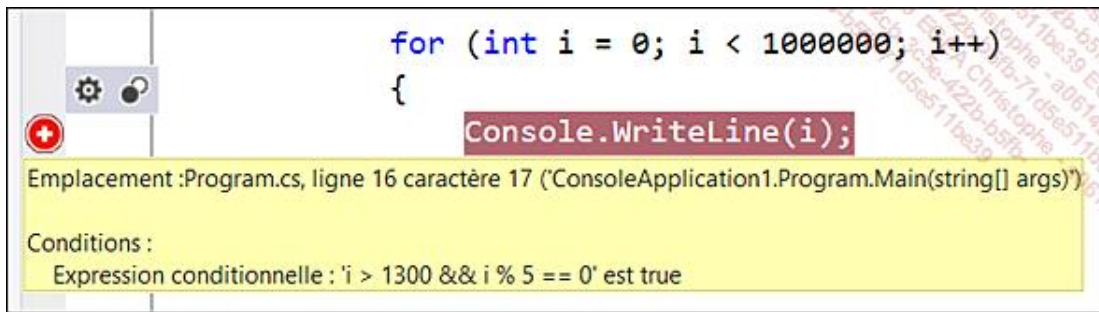 for (int i = 0; i < 1000000; i++)
{
Console.WriteLine(i);
Emplacement :Program.cs, ligne 16 caractère 17 ('ConsoleApplication1.Program.Main(string[] args)')
Conditions :
Expression conditionnelle : 'i > 1300 && i % 5 == 0' est true